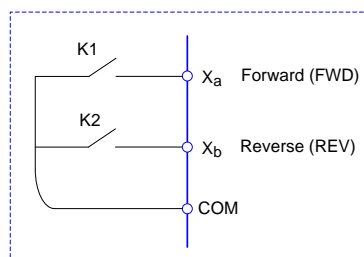 K1
Xa Forward (FWD)
K2
Xb Reverse (REV)
COM